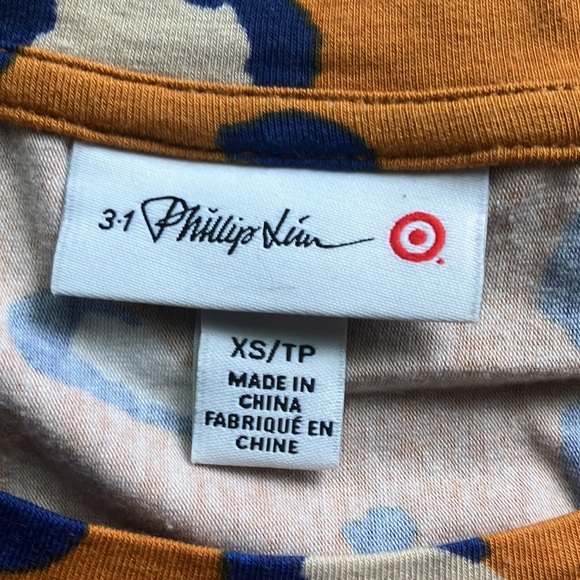 3·1 Phillip Lim
XS/TP
MADE IN
CHINA
FABRIQUÉ EN
CHINE